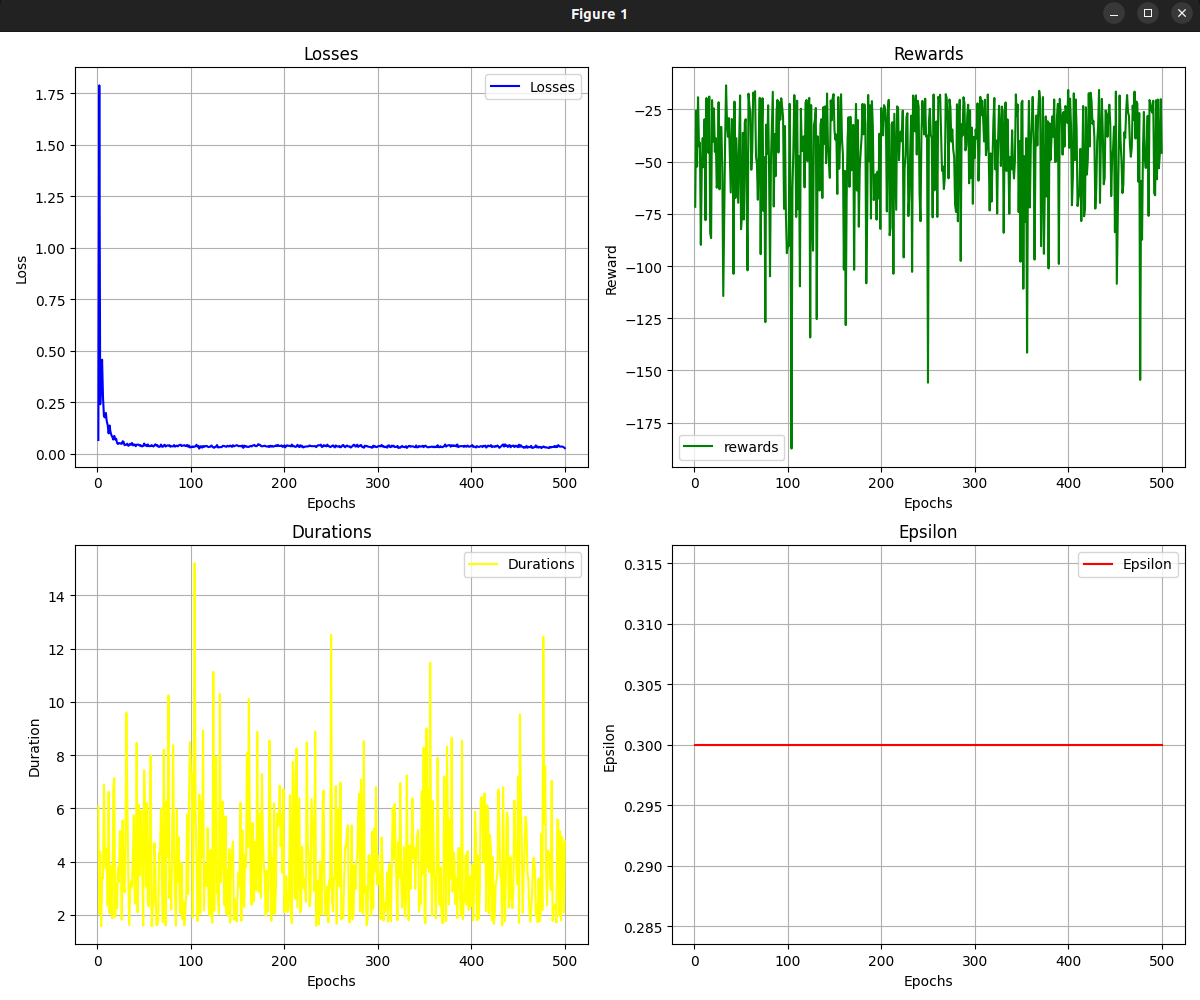 Figure 1
Losses
Losses
Loss
1.75
1.50
1.25
1.00
0.75
0.50
0.25
0.00
0 100 200 300 400 500
Epochs
Rewards
Reward
−25
−50
−75
−100
−125
−150
−175
rewards
0 100 200 300 400 500
Epochs
Durations
Durations
Duration
14
12
10
8
6
4
2
0 100 200 300 400 500
Epochs
Epsilon
Epsilon
Epsilon
0.315
0.310
0.305
0.300
0.295
0.290
0.285
0 100 200 300 400 500
Epochs